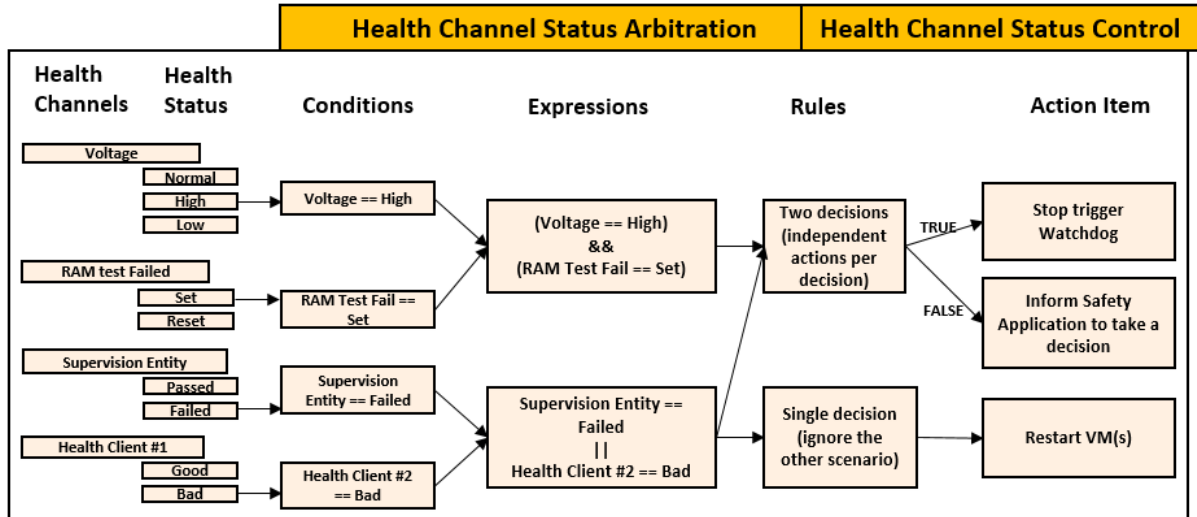 Health Channel Status Arbitration
Health Channel Status Control
Health
Channels
Health
Status
Conditions
Expressions
Rules
Action Item
Voltage
Normal
High
Low
Voltage == High
(Voltage == High)
&&
(RAM Test Fail == Set)
Two decisions
(independent
actions per
decision)
TRUE
FALSE
Stop trigger
Watchdog
RAM test Failed
Set
Reset
RAM Test Fail ==
Set
Inform Safety
Application to take a
decision
Supervision Entity
Passed
Failed
Supervision
Entity == Failed
Supervision Entity ==
Failed
||
Health Client #2 == Bad
Single decision
(ignore the
other scenario)
Restart VM(s)
Health Client #1
Good
Bad
Health Client #2
== Bad